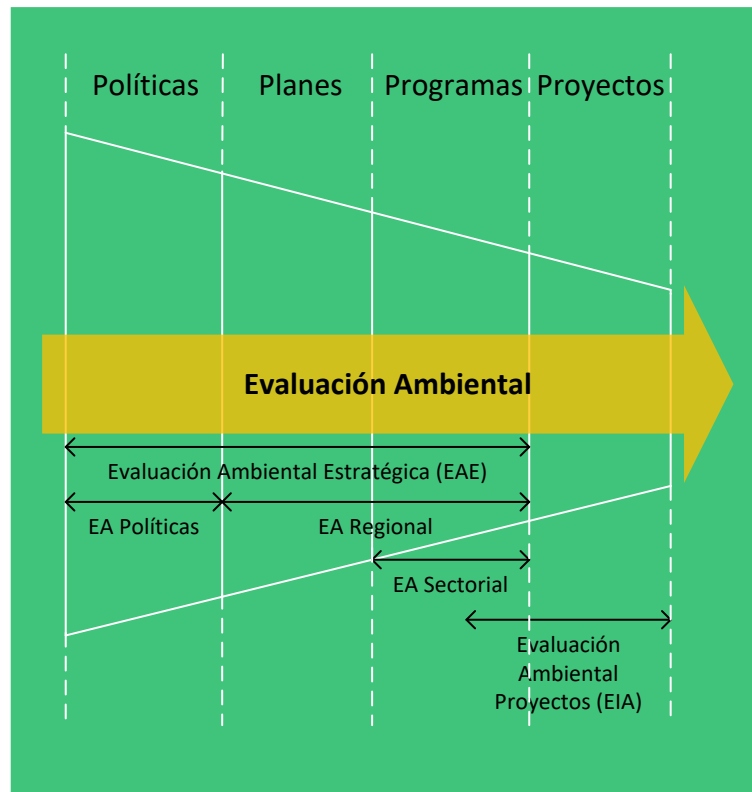 Políticas Planes Programas Proyectos
Evaluación Ambiental
Evaluación Ambiental Estratégica (EAE)
EA Políticas EA Regional
EA Sectorial
Evaluación
Ambiental
Proyectos (EIA)